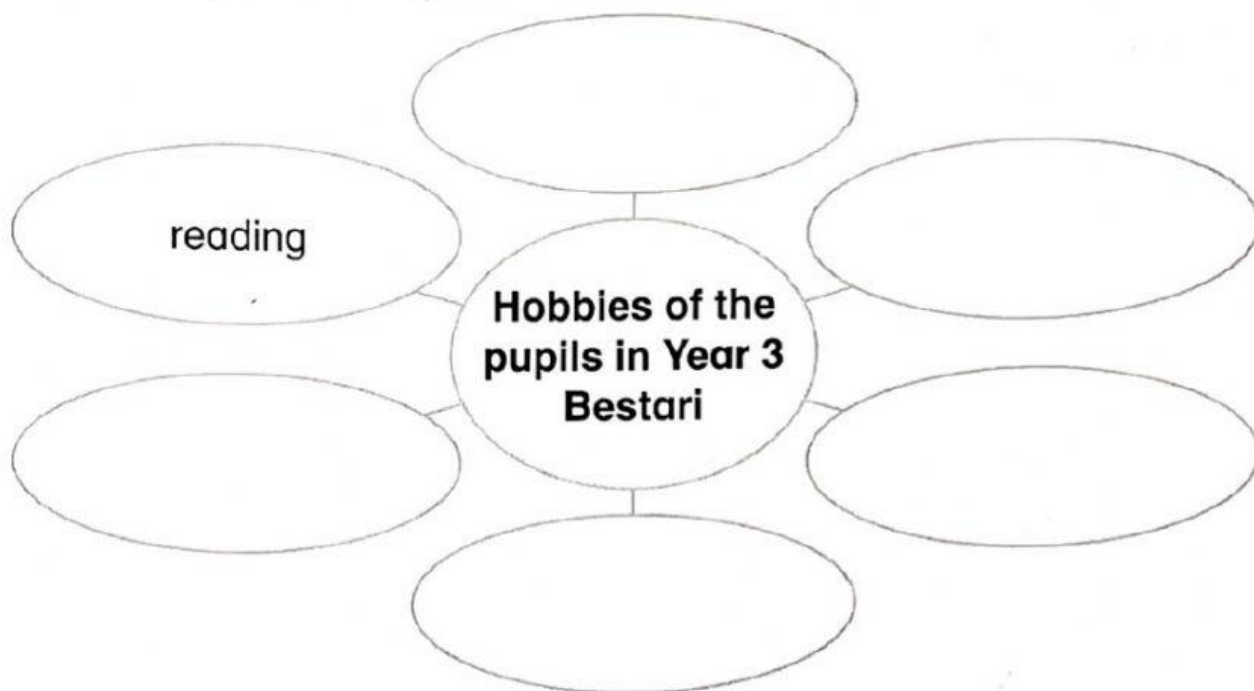 reading
Hobbies of the
pupils in Year 3
Bestari